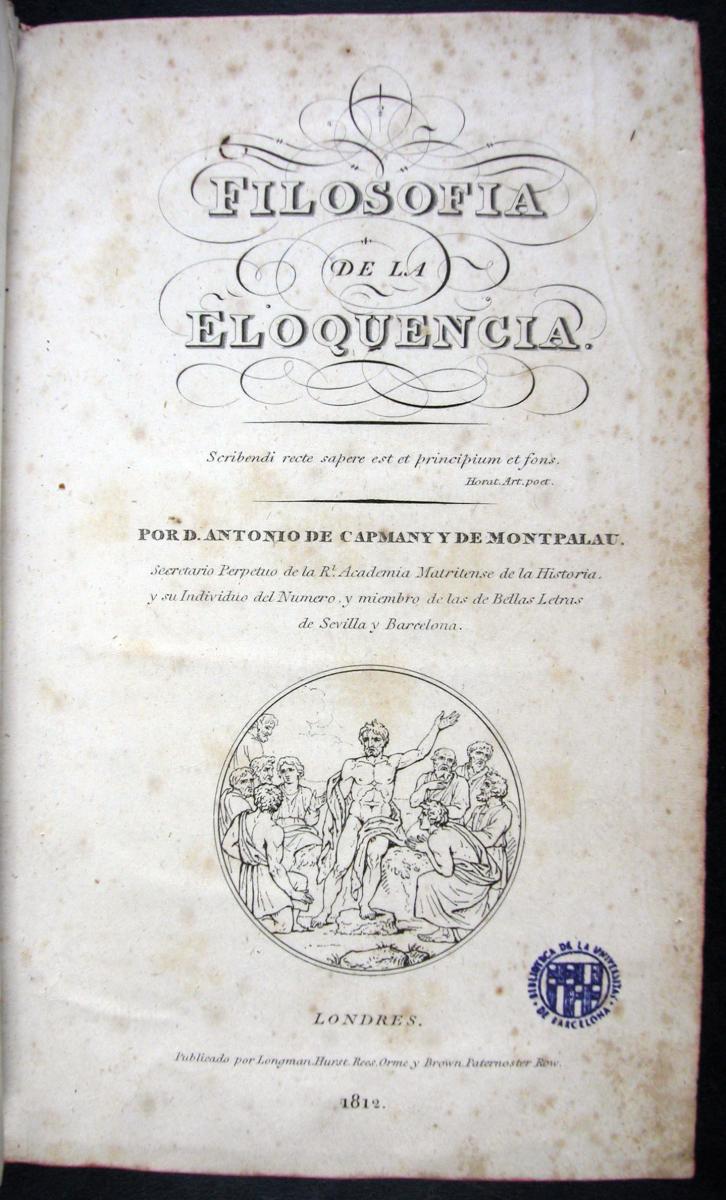 FILOSOFIA
DE LA
ELOQUENCIA.
Scribendi recte sapere est et principium et fons.
Horat. Art. poet.
POR D. ANTONIO DE CAPMANY Y DE MONTPALAU.
Secretario Perpetuo de la Rl. Academia Matritense de la Historia.
y su Individuo del Numero, y miembro de las de Bellas Letras
de Sevilla y Barcelona.
BIBLIOTECA DE LA UNIVERSITAT
DE BARCELONA
LONDRES.
Publicado por Longman. Hurst. Rees. Orme y Brown. Paternoster Row.
1812.